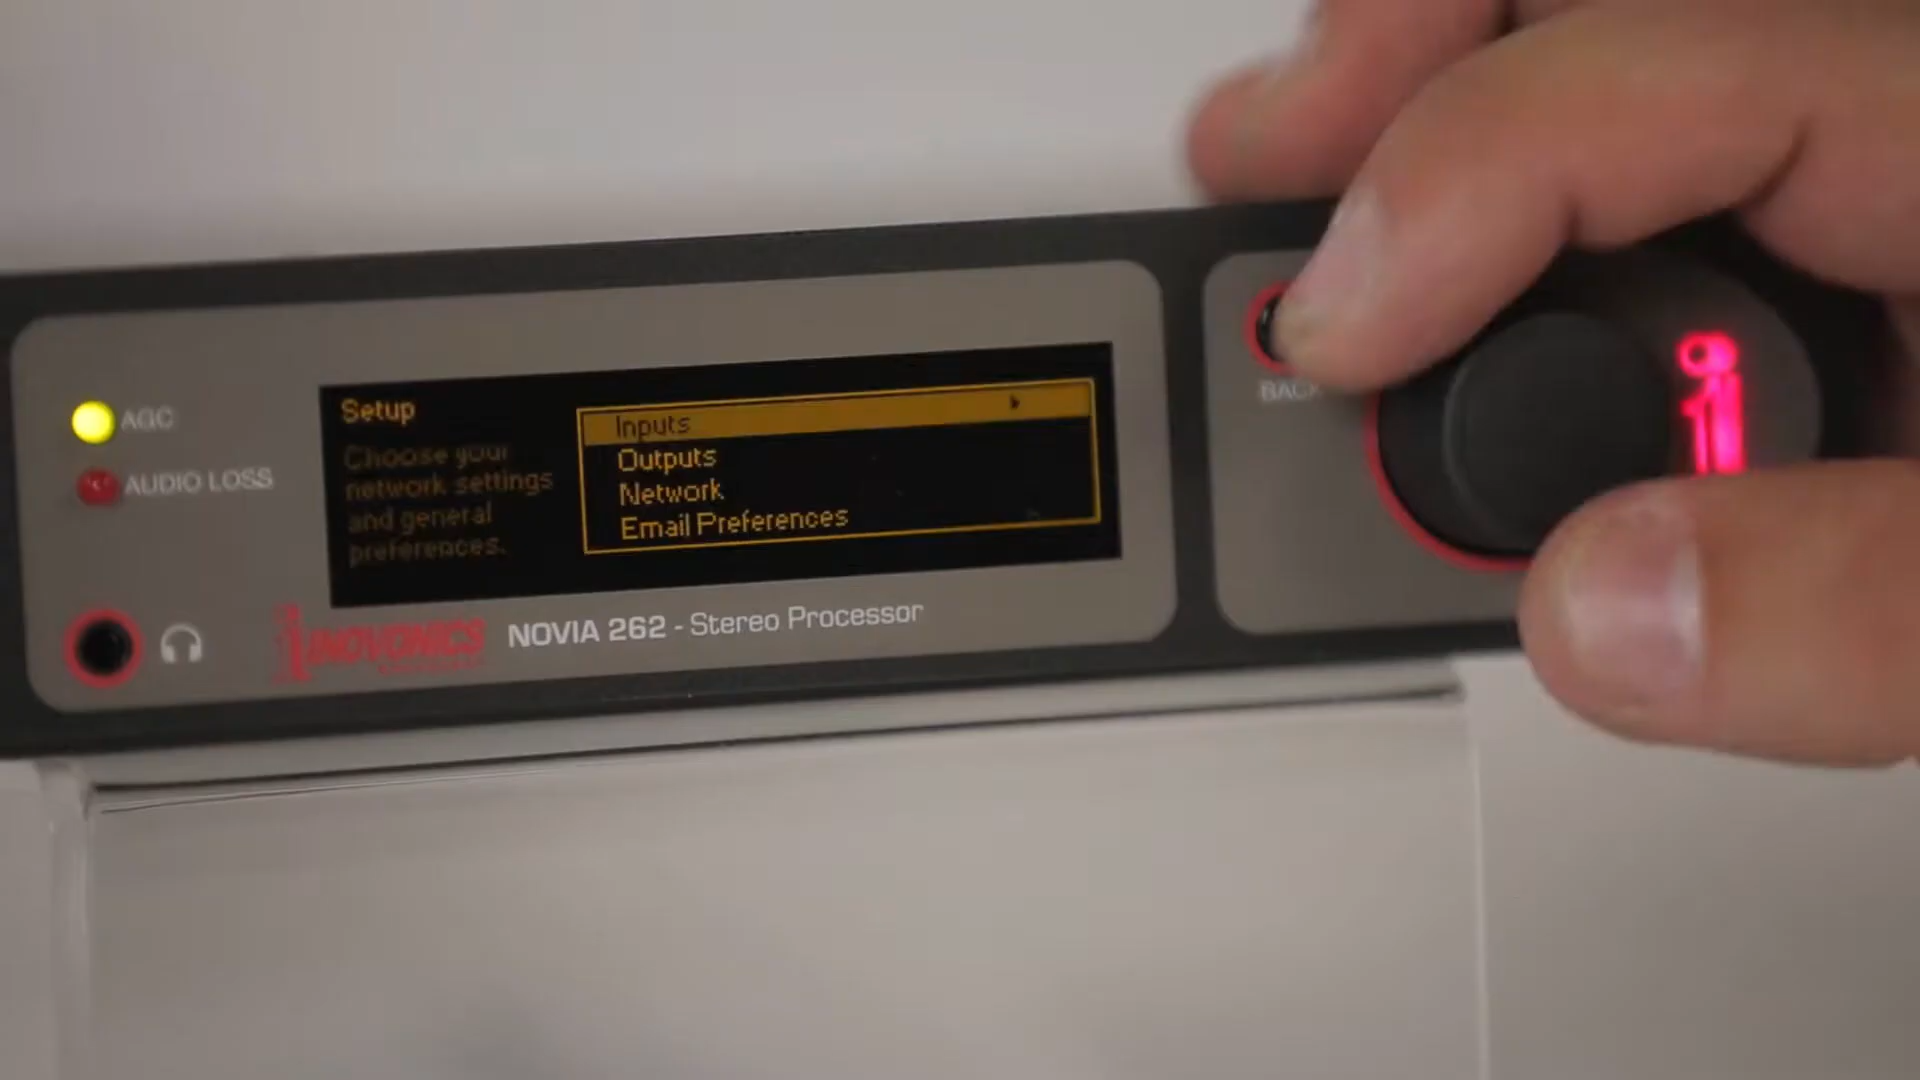 AGC
AUDIO LOSS
Setup
Choose your
network settings
and general
preferences.
Inputs
Outputs
Network
Email Preferences
INOVONICS
NOVIA 262 - Stereo Processor
BACK